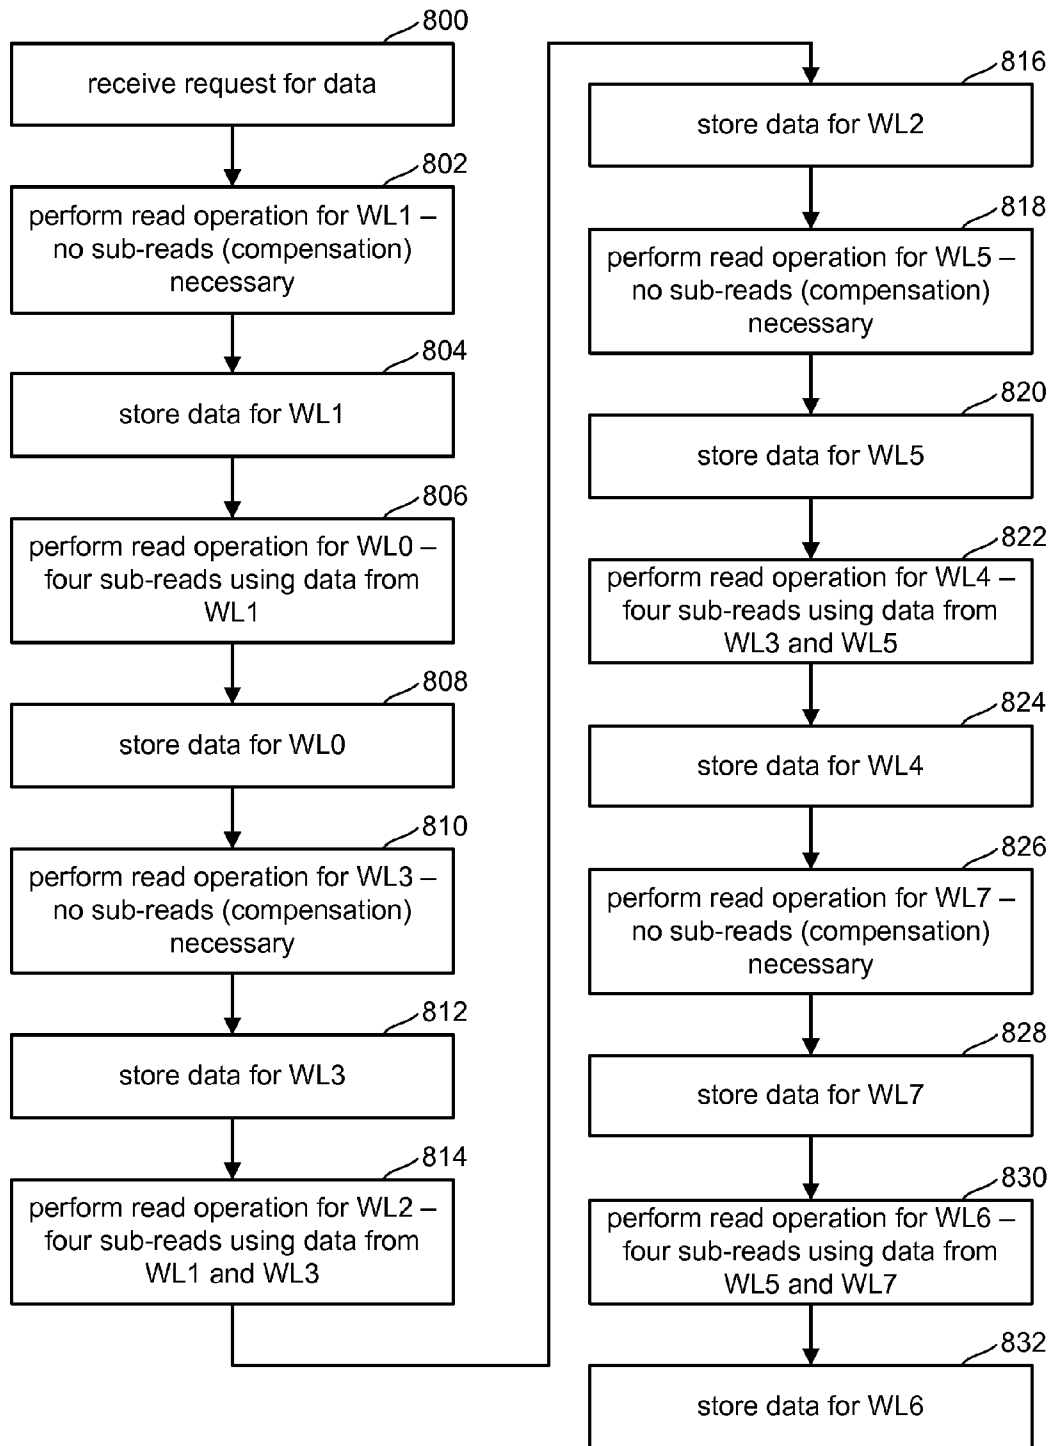 800
receive request for data
802
perform read operation for WL1 –
no sub-reads (compensation)
necessary
804
store data for WL1
806
perform read operation for WL0 –
four sub-reads using data from
WL1
808
store data for WL0
810
perform read operation for WL3 –
no sub-reads (compensation)
necessary
812
store data for WL3
814
perform read operation for WL2 –
four sub-reads using data from
WL1 and WL3
816
store data for WL2
818
perform read operation for WL5 –
no sub-reads (compensation)
necessary
820
store data for WL5
822
perform read operation for WL4 –
four sub-reads using data from
WL3 and WL5
824
store data for WL4
826
perform read operation for WL7 –
no sub-reads (compensation)
necessary
828
store data for WL7
830
perform read operation for WL6 –
four sub-reads using data from
WL5 and WL7
832
store data for WL6